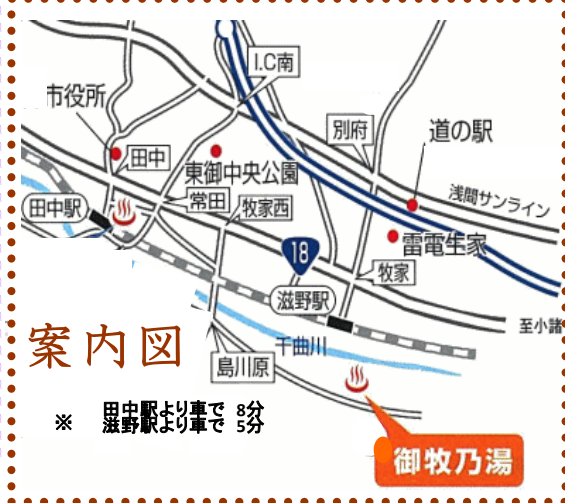 I.C南
市役所
別府
道の駅
田中
東御中央公園
浅間サンライン
田中駅
常田
牧家西
雷電生家
18
牧家
滋野駅
至小諸
千曲川
案内図
島川原
※ 田中駅より車で 8分
滋野駅より車で 5分
御牧乃湯